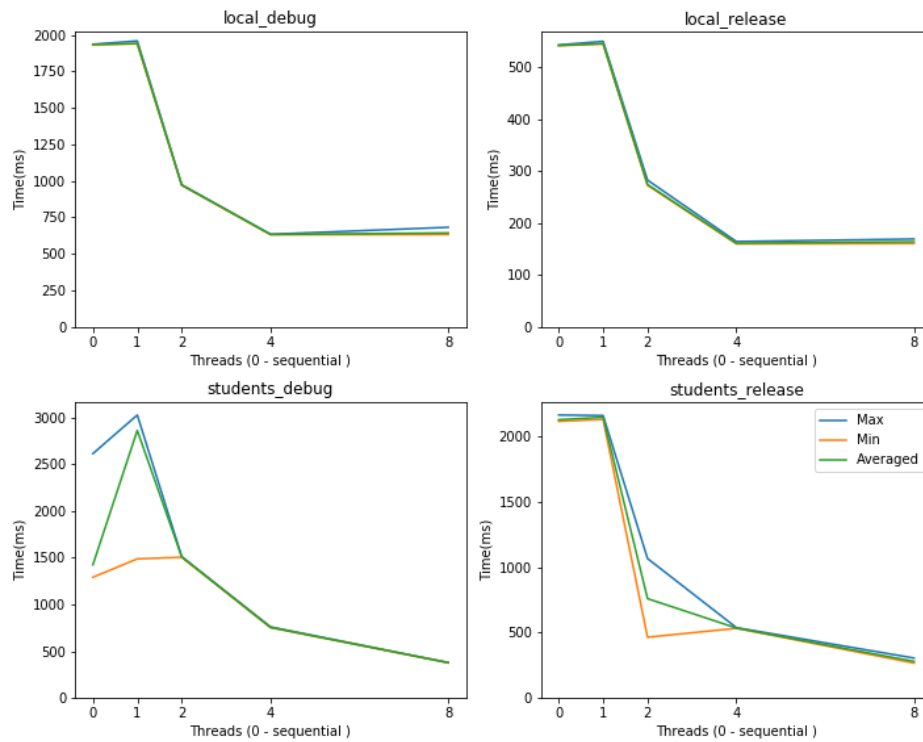 local_debug
2000
1750
1500
1250
1000
750
500
250
0
Time(ms)
0 1 2 4 8
Threads (0 - sequential )
local_release
500
400
300
200
100
0
Time(ms)
0 1 2 4 8
Threads (0 - sequential )
students_debug
3000
2500
2000
1500
1000
500
0
Time(ms)
0 1 2 4 8
Threads (0 - sequential )
students_release
Max
Min
Averaged
2000
1500
1000
500
0
Time(ms)
0 1 2 4 8
Threads (0 - sequential )